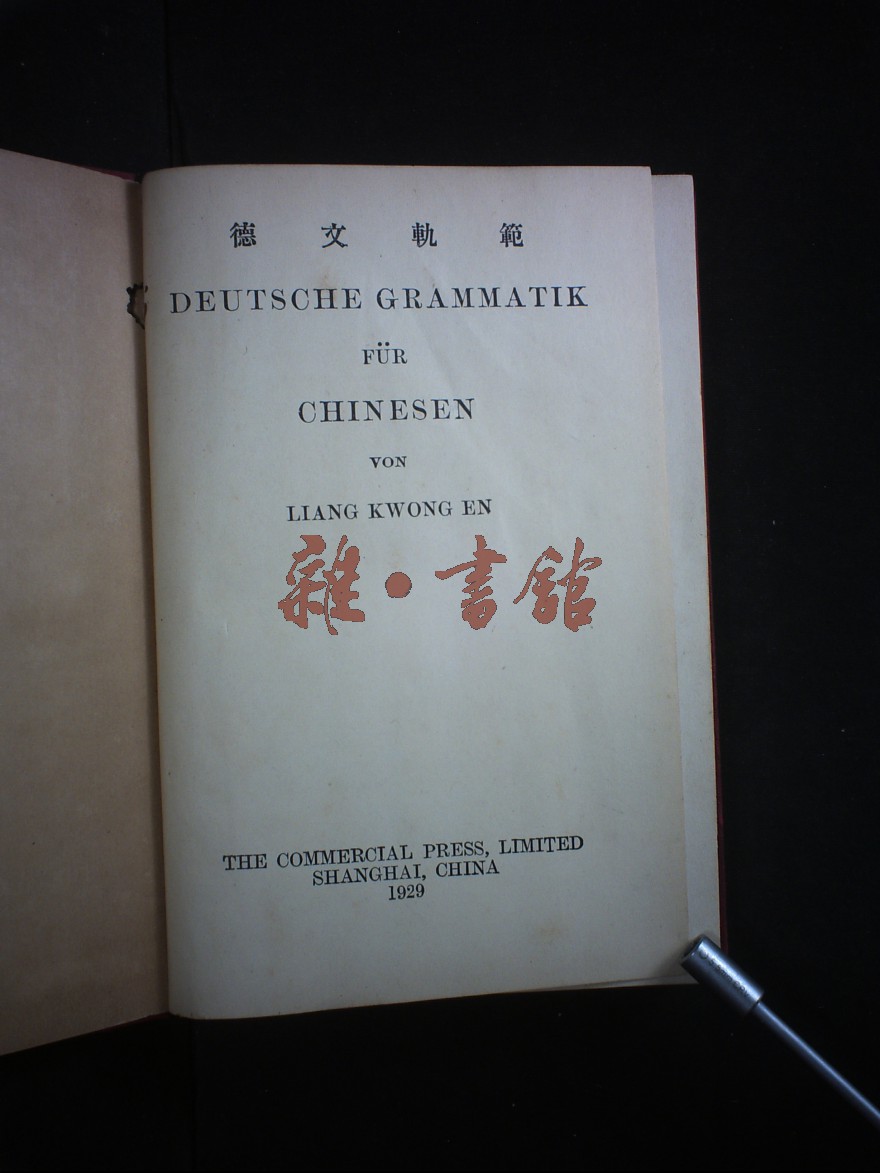 德文軌範
DEUTSCHE GRAMMATIK
FÜR
CHINESEN
VON
LIANG KWONG EN
雜·書館
THE COMMERCIAL PRESS, LIMITED
SHANGHAI, CHINA
1929